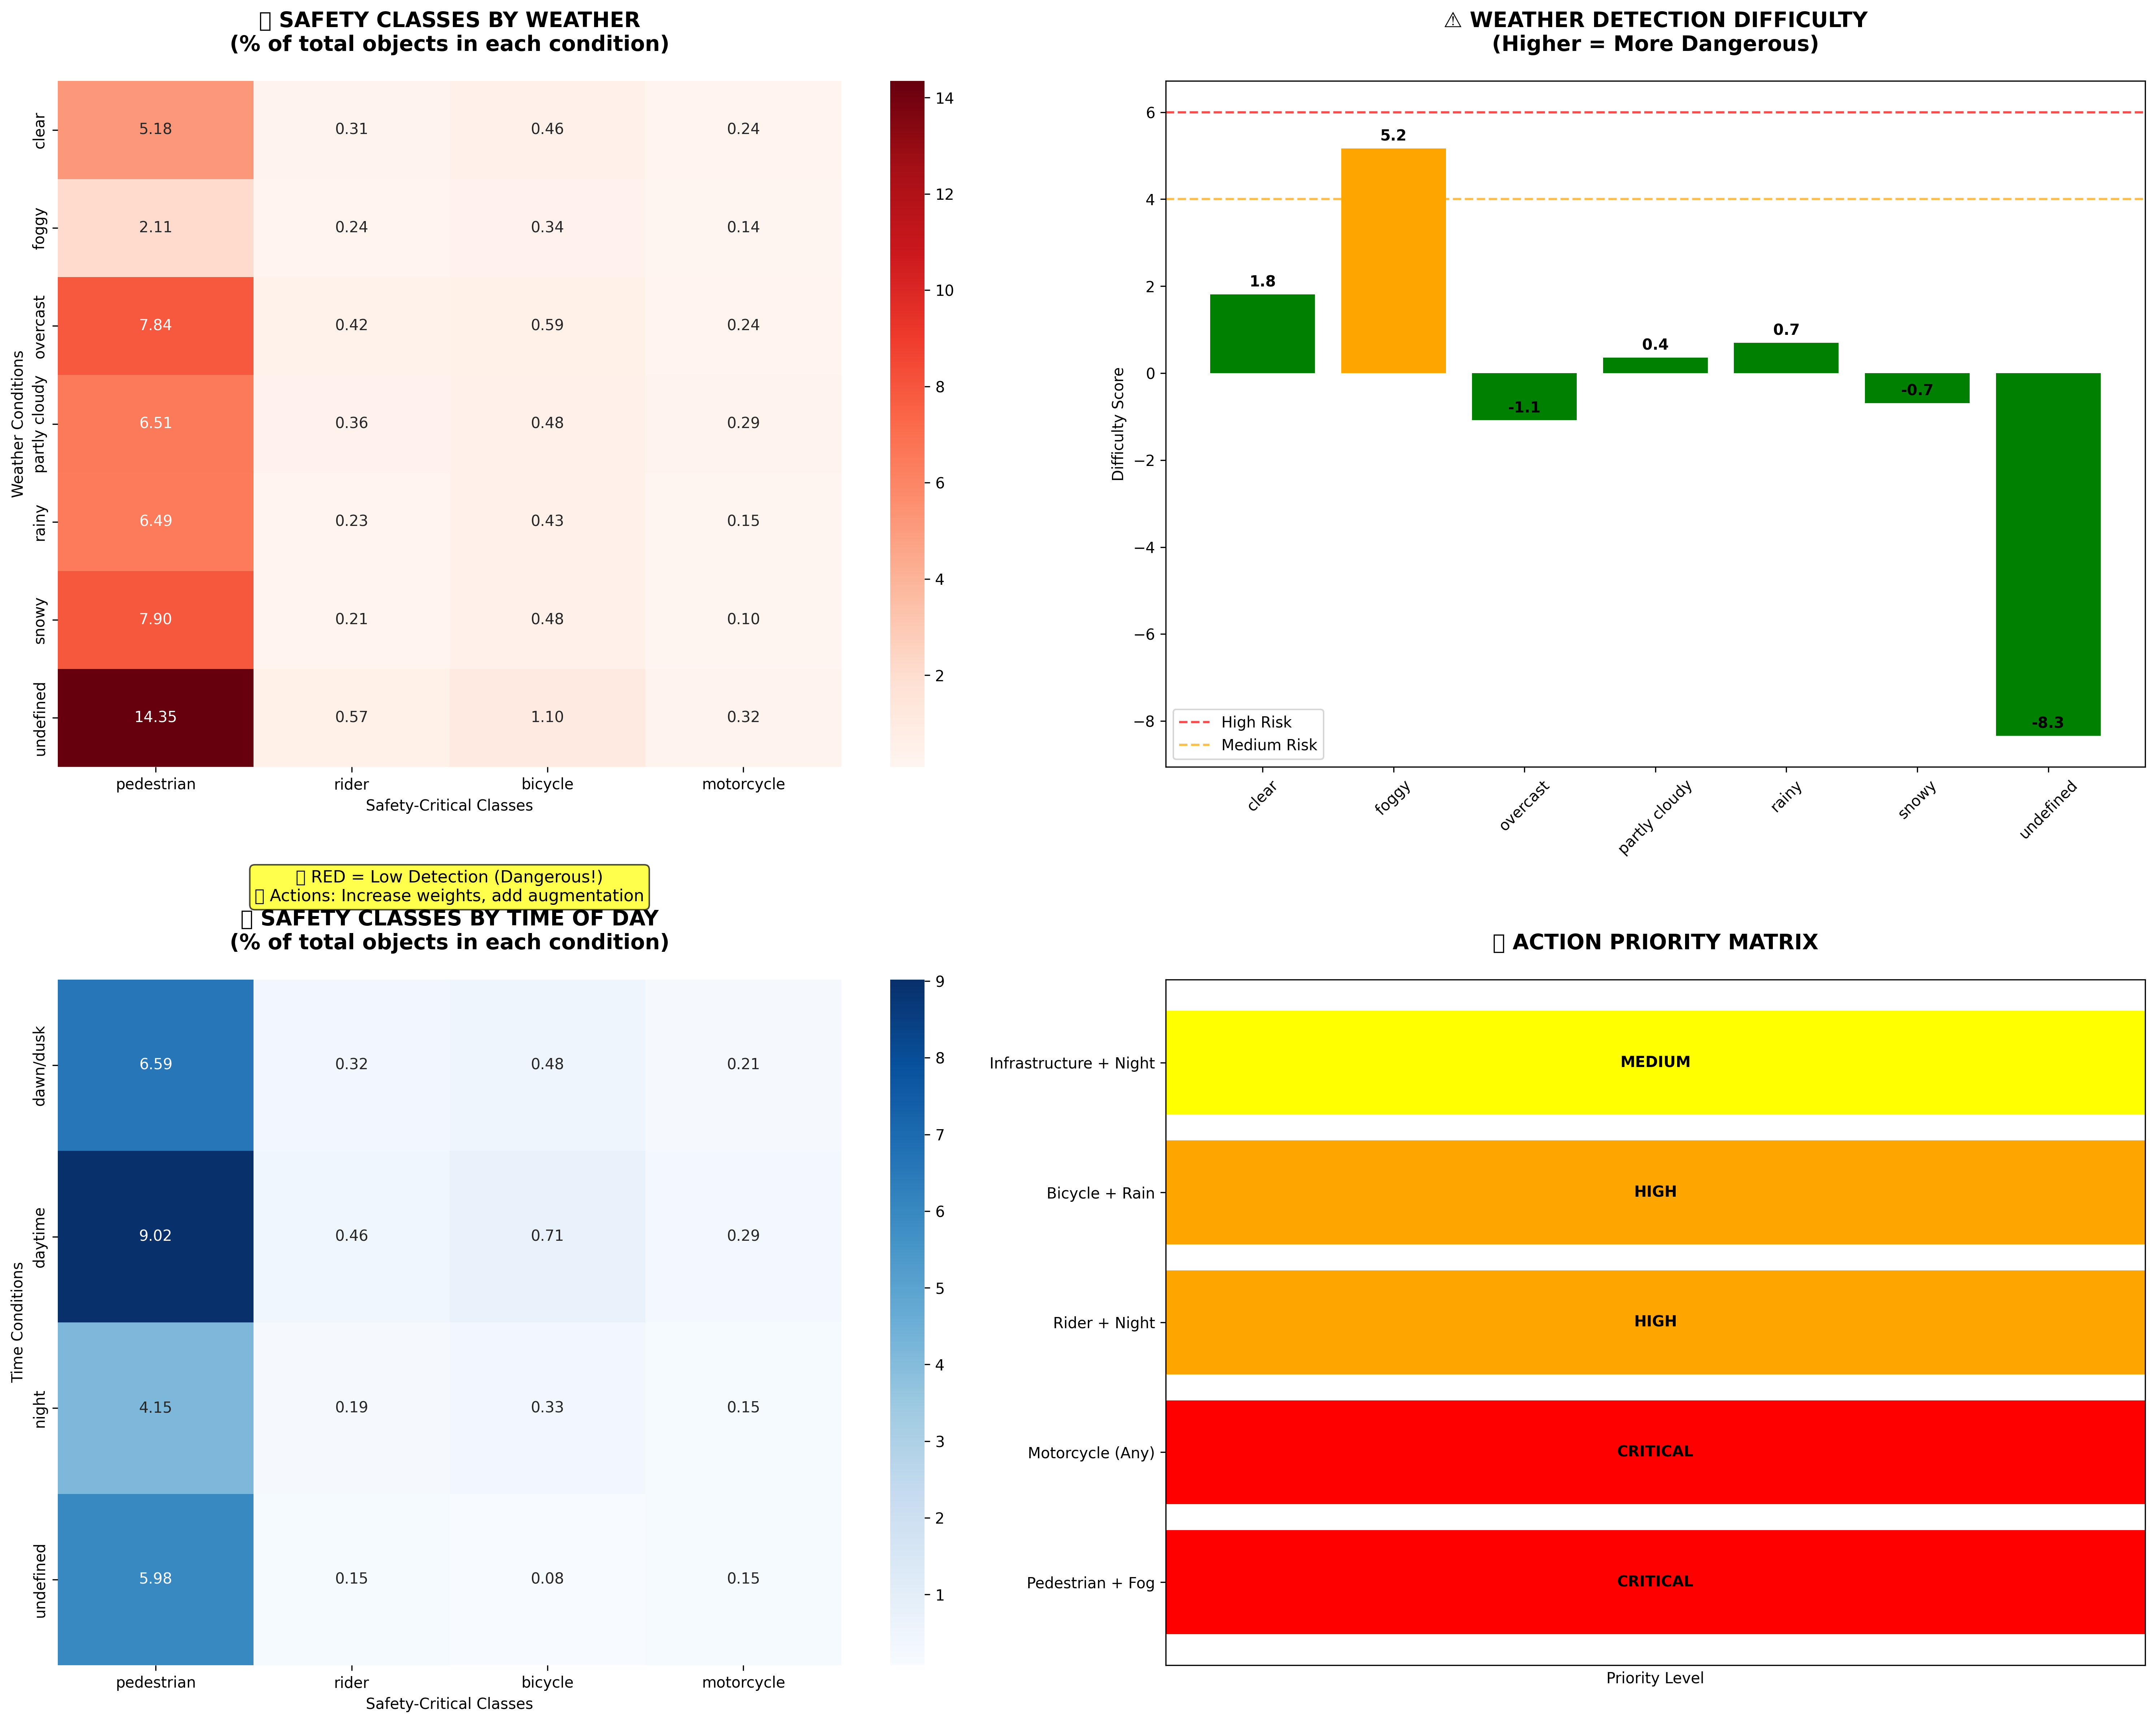 ▯ SAFETY CLASSES BY WEATHER
(% of total objects in each condition)
Weather Conditions
clear
foggy
overcast
partly cloudy
rainy
snowy
undefined
5.18 0.31 0.46 0.24
2.11 0.24 0.34 0.14
7.84 0.42 0.59 0.24
6.51 0.36 0.48 0.29
6.49 0.23 0.43 0.15
7.90 0.21 0.48 0.10
14.35 0.57 1.10 0.32
pedestrian rider bicycle motorcycle
Safety-Critical Classes
14
12
10
8
6
4
2
⚠ WEATHER DETECTION DIFFICULTY
(Higher = More Dangerous)
Difficulty Score
6
4
2
0
−2
−4
−6
−8
1.8
5.2
-1.1
0.4
0.7
-0.7
-8.3
High Risk
Medium Risk
clear
foggy
overcast
partly cloudy
rainy
snowy
undefined
▯ RED = Low Detection (Dangerous!)
▯ Actions: Increase weights, add augmentation
▯ SAFETY CLASSES BY TIME OF DAY
(% of total objects in each condition)
Time Conditions
dawn/dusk
daytime
night
undefined
6.59 0.32 0.48 0.21
9.02 0.46 0.71 0.29
4.15 0.19 0.33 0.15
5.98 0.15 0.08 0.15
pedestrian rider bicycle motorcycle
Safety-Critical Classes
9
8
7
6
5
4
3
2
1
▯ ACTION PRIORITY MATRIX
Infrastructure + Night MEDIUM
Bicycle + Rain HIGH
Rider + Night HIGH
Motorcycle (Any) CRITICAL
Pedestrian + Fog CRITICAL
Priority Level